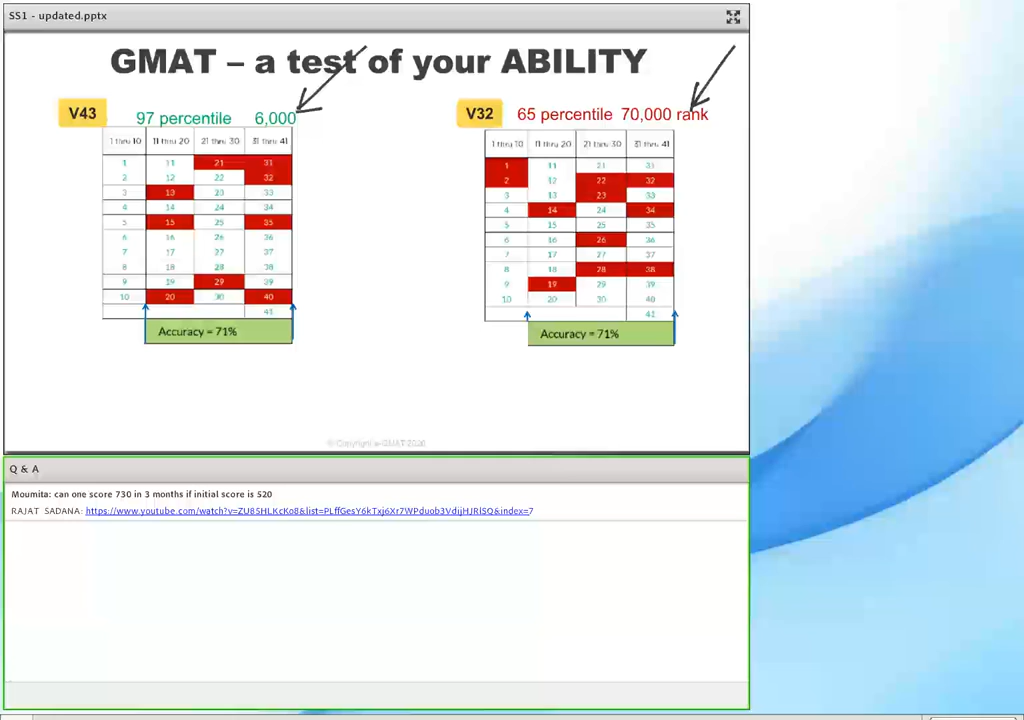 SS1 - updated.pptx
GMAT – a test of your ABILITY
V43 97 percentile 6,000
1 thru 10 11 thru 20 21 thru 30 31 thru 41
1 11 21 31
2 12 22 32
3 13 23 33
4 14 24 34
5 15 25 35
6 16 26 36
7 17 27 37
8 18 28 38
9 19 29 39
10 20 30 40
41
Accuracy = 71%
V32 65 percentile 70,000 rank
1 thru 10 11 thru 20 21 thru 30 31 thru 41
1 11 21 31
2 12 22 32
3 13 23 33
4 14 24 34
5 15 25 35
6 16 26 36
7 17 27 37
8 18 28 38
9 19 29 39
10 20 30 40
41
Accuracy = 71%
© Copyright e-GMAT 2020
Q & A
Moumita: can one score 730 in 3 months if initial score is 520
RAJAT SADANA: https://www.youtube.com/watch?v=ZU85HLKcKo8&list=PLffGesY6kTxj6Xr7WPduob3VdijHJRlSQ&index=7